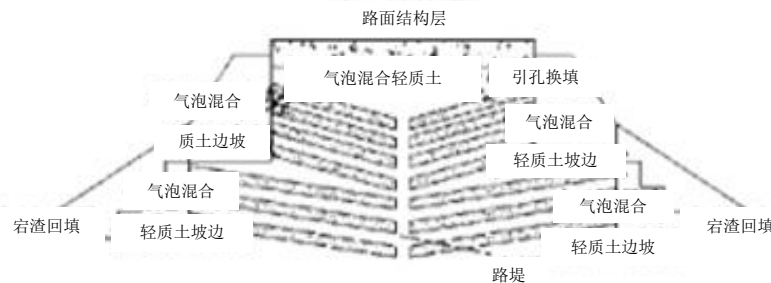 路面结构层
气泡混合轻质土
引孔换填
气泡混合
质土边坡
气泡混合
轻质土坡边
气泡混合
轻质土坡边
气泡混合
轻质土边坡
宕渣回填
宕渣回填
路堤